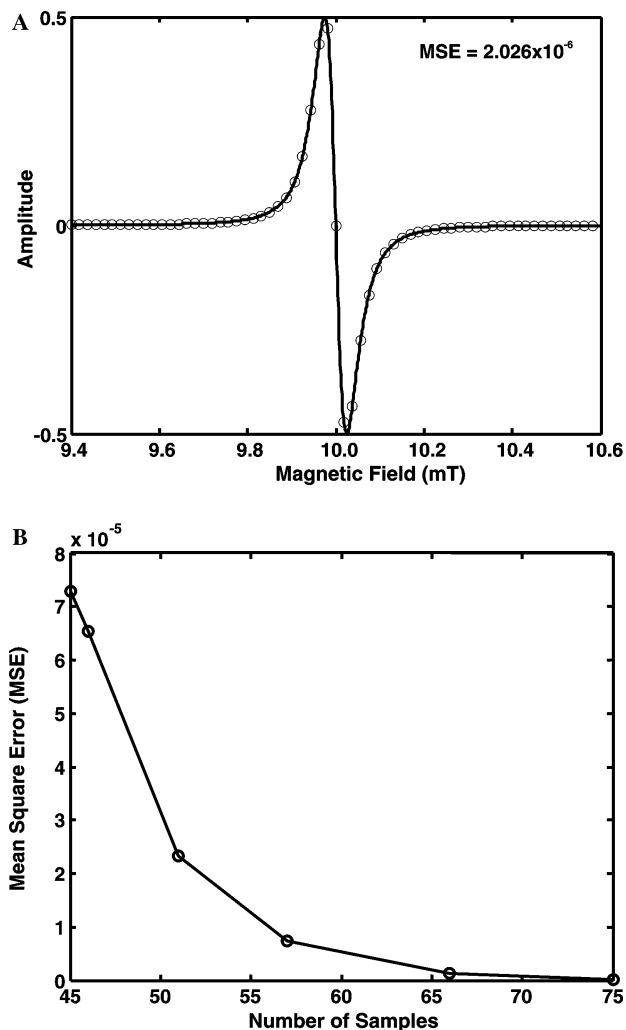 A
0.5
MSE = 2.026x10-6
Amplitude
0
-0.5
9.4 9.6 9.8 10.0 10.2 10.4 10.6
Magnetic Field (mT)
B
x 10-5
8
7
6
5
4
3
2
1
0
Mean Square Error (MSE)
45 50 55 60 65 70 75
Number of Samples